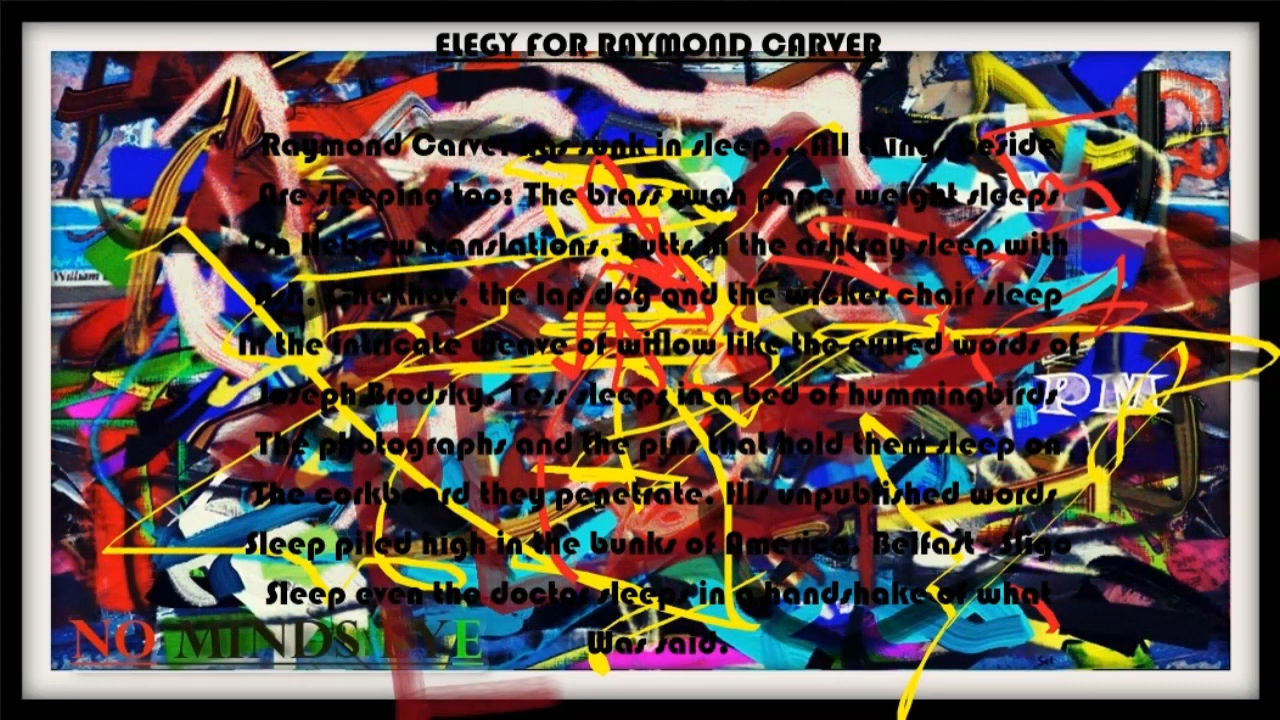 ELEGY FOR RAYMOND CARVER
Raymond Carver has sunk in sleep.. All things beside
Are sleeping too: The brass swan paper weight sleeps
On Hebrew translations. Butts in the ashtray sleep with
Ash. Chekhov, the lap dog and the wicker chair sleep
In the intricate weave of willow like the exiled words of
William
Joseph Brodsky. Tess sleeps in a bed of hummingbirds
PM
The photographs and the pins that hold them sleep on
The corkboard they penetrate. His unpublished words
Sleep piled high in the bunks of America, Belfast - Sligo
Sleep even the doctor sleeps in a handshake of what
Was said.
NO MINDS EYE